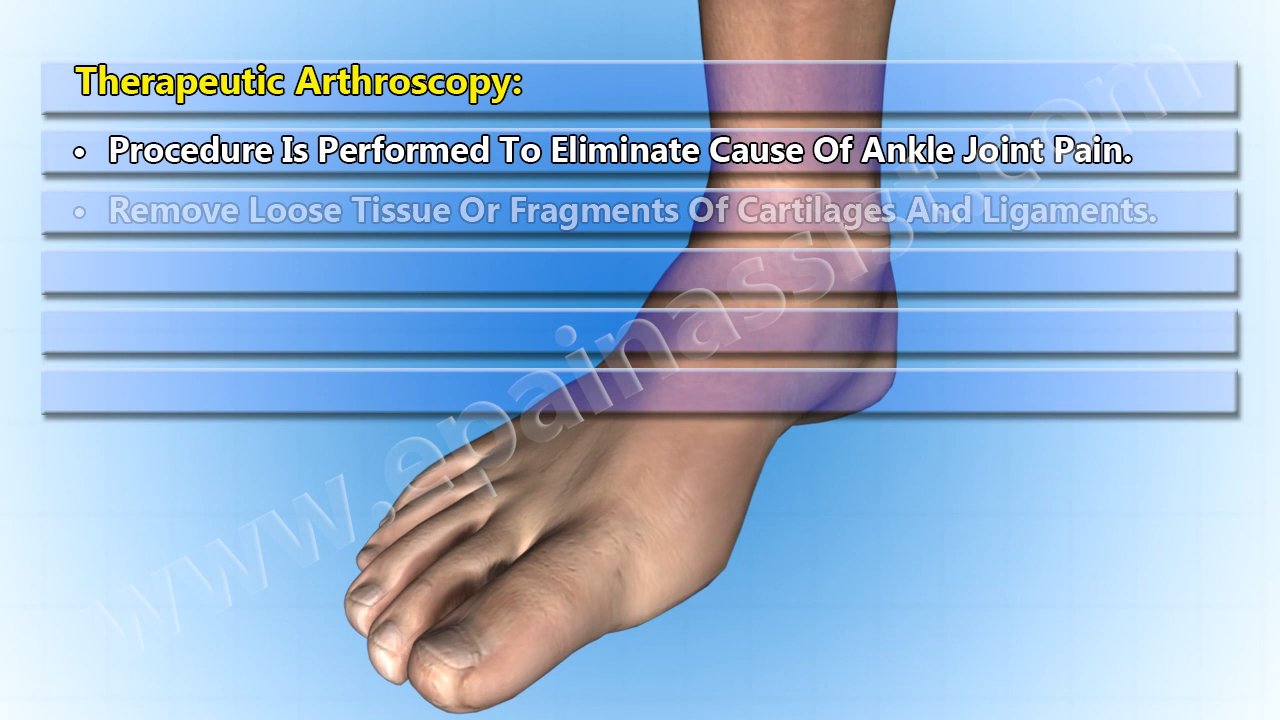 Therapeutic Arthroscopy:
• Procedure Is Performed To Eliminate Cause Of Ankle Joint Pain.
• Remove Loose Tissue Or Fragments Of Cartilages And Ligaments.
www.epainassist.com